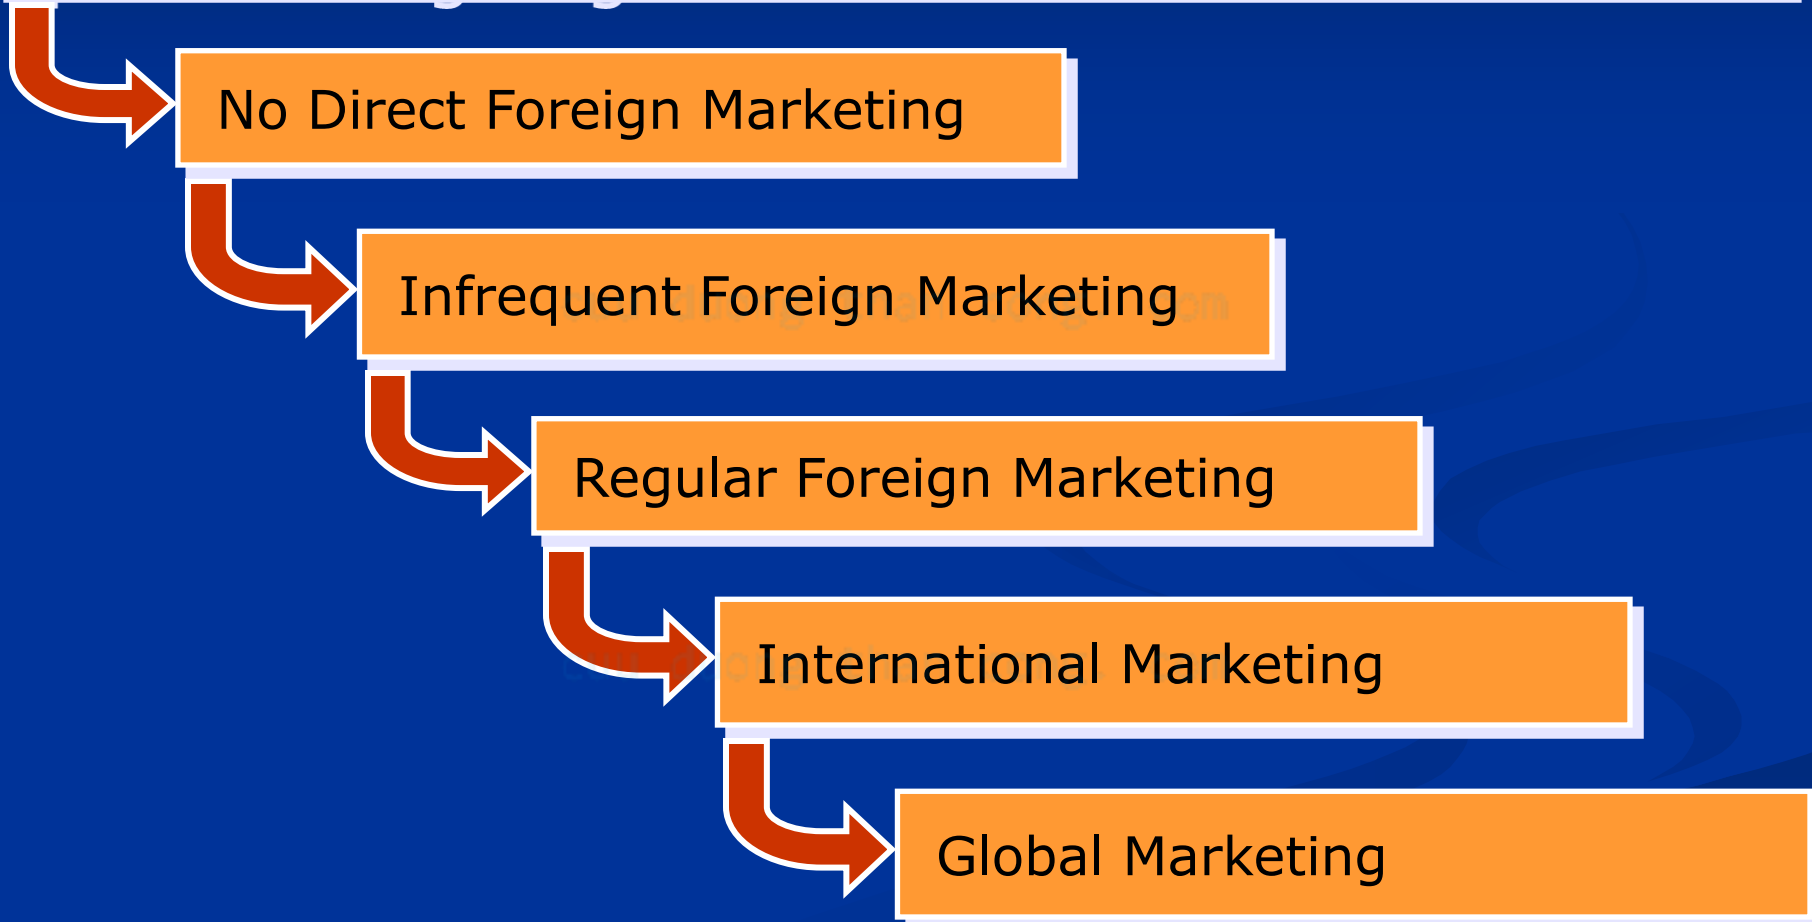 No Direct Foreign Marketing
Infrequent Foreign Marketing
Regular Foreign Marketing
International Marketing
Global Marketing